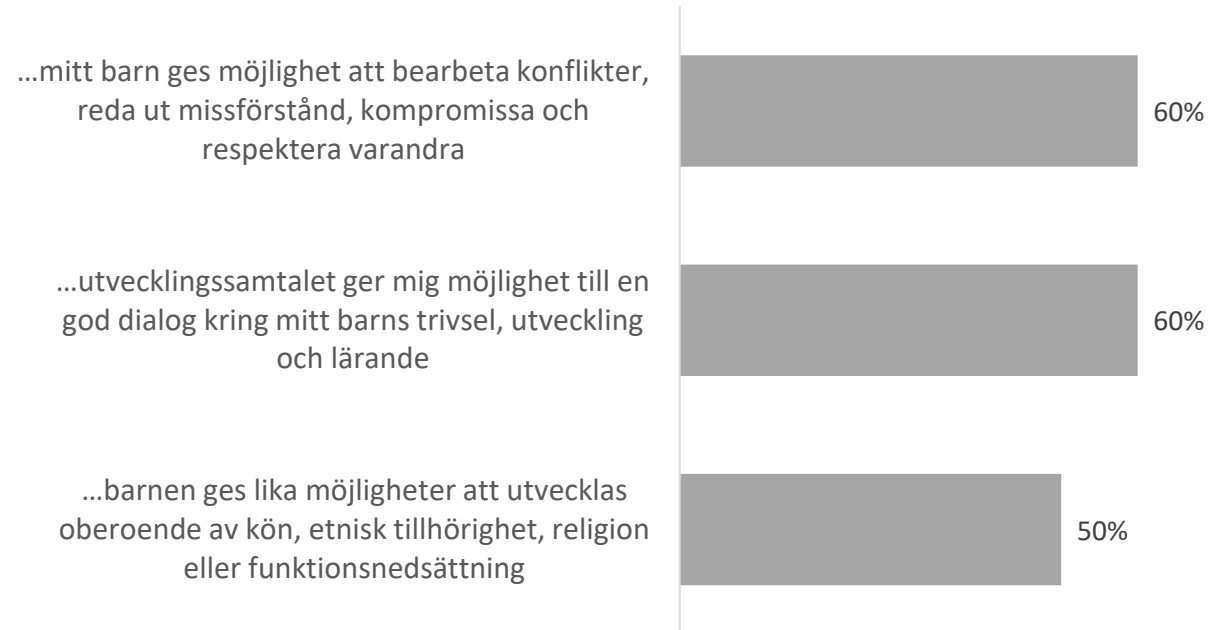 …mitt barn ges möjlighet att bearbeta konflikter,
reda ut missförstånd, kompromissa och
respektera varandra
60%
…utvecklingssamtalet ger mig möjlighet till en
god dialog kring mitt barns trivsel, utveckling
och lärande
60%
…barnen ges lika möjligheter att utvecklas
oberoende av kön, etnisk tillhörighet, religion
eller funktionsnedsättning
50%